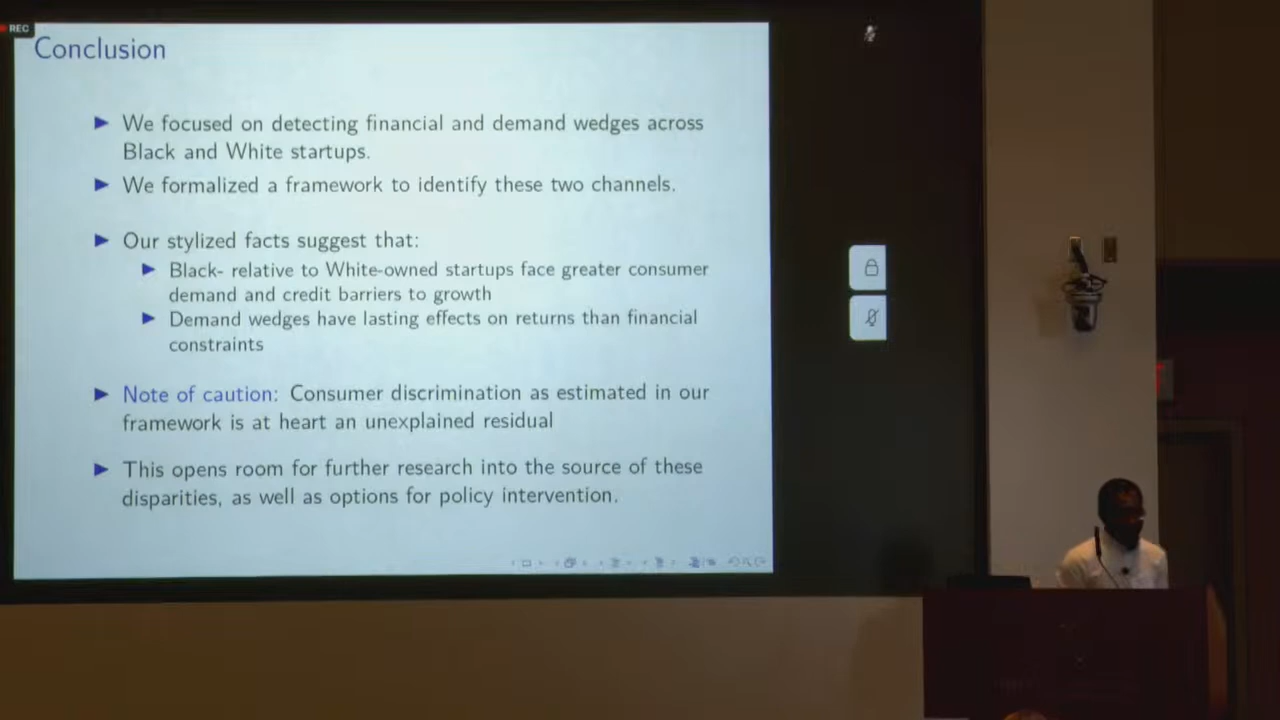 REC
Conclusion
We focused on detecting financial and demand wedges across
Black and White startups.
We formalized a framework to identify these two channels.
Our stylized facts suggest that:
Black- relative to White-owned startups face greater consumer
demand and credit barriers to growth
Demand wedges have lasting effects on returns than financial
constraints
Note of caution: Consumer discrimination as estimated in our
framework is at heart an unexplained residual
This opens room for further research into the source of these
disparities, as well as options for policy intervention.